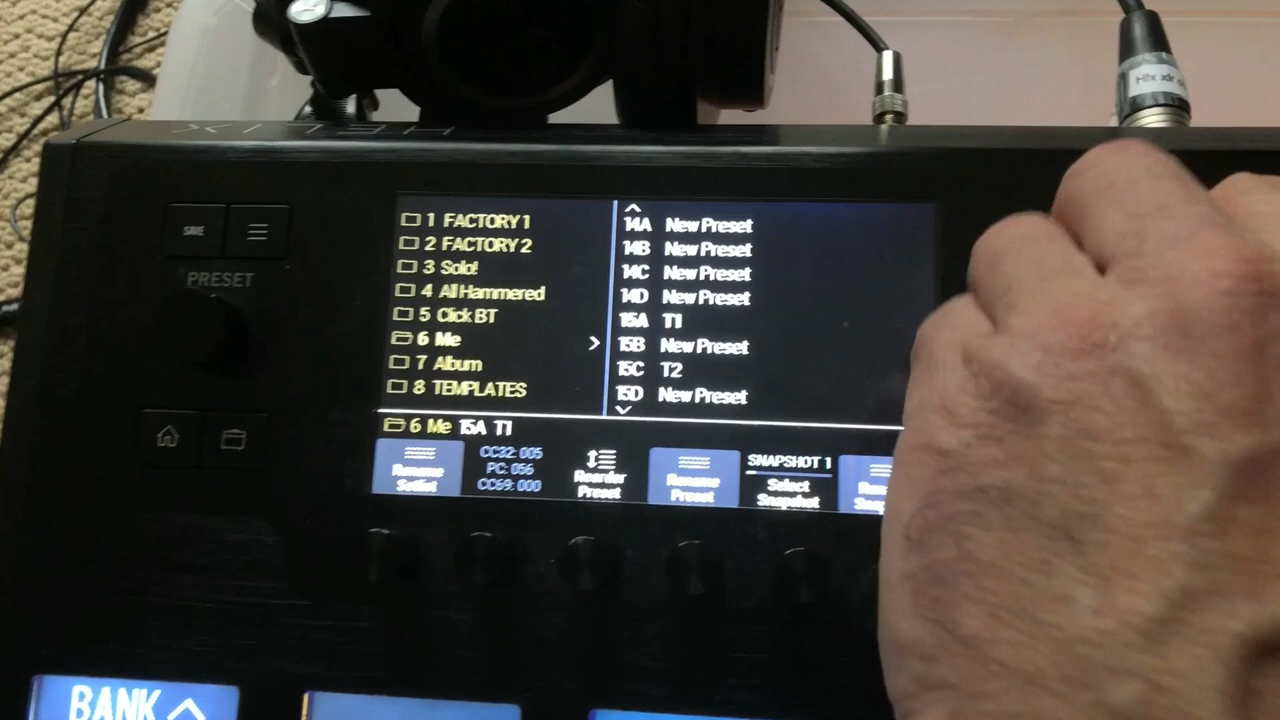 HELIX
SAVE
PRESET
1 FACTORY 1
2 FACTORY 2
3 Solo!
4 All Hammered
5 Click BT
6 Me
7 Album
8 TEMPLATES
14A New Preset
14B New Preset
14C New Preset
14D New Preset
15A T1
15B New Preset
15C T2
15D New Preset
6 Me 15A T1
Rename
Setlist
CC32: 005
PC: 056
CC69: 000
Reorder
Preset
Rename
Preset
SNAPSHOT 1
Select
Snapshot
BANK